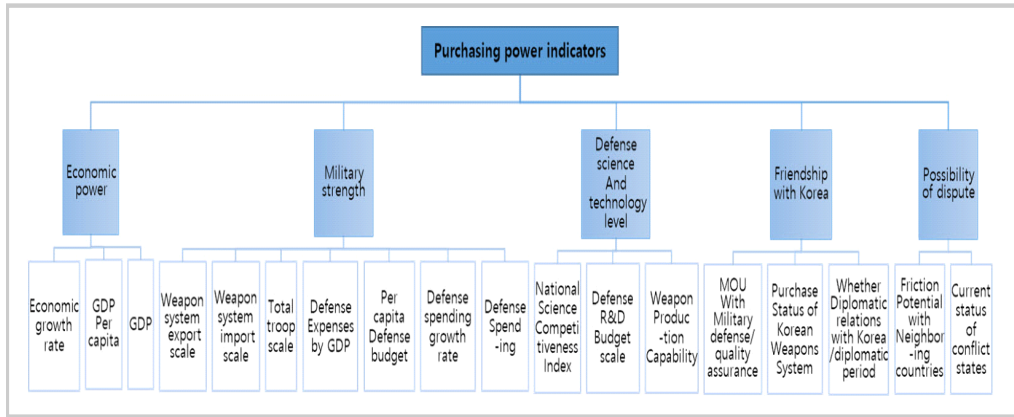 Purchasing power indicators
Economic
power
Military
strength
Defense
science
And
technology
level
Friendship
with Korea
Possibility
of dispute
Economic
growth
rate
GDP
Per
capita
GDP
Weapon
system
export
scale
Weapon
system
import
scale
Total
troop
scale
Defense
Expenses
by GDP
Per
capita
Defense
budget
Defense
spending
growth
rate
Defense
Spend
-ing
National
Science
Competi
tiveness
Index
Defense
R&D
Budget
scale
Weapon
Produc
-tion
Capability
MOU
With
Military
defense/
quality
assurance
Purchase
Status of
Korean
Weapons
System
Whether
Diplomatic
relations
with Korea
/diplomatic
period
Friction
Potential
with
Neighbor
-ing
countries
Current
status
of
conflict
states